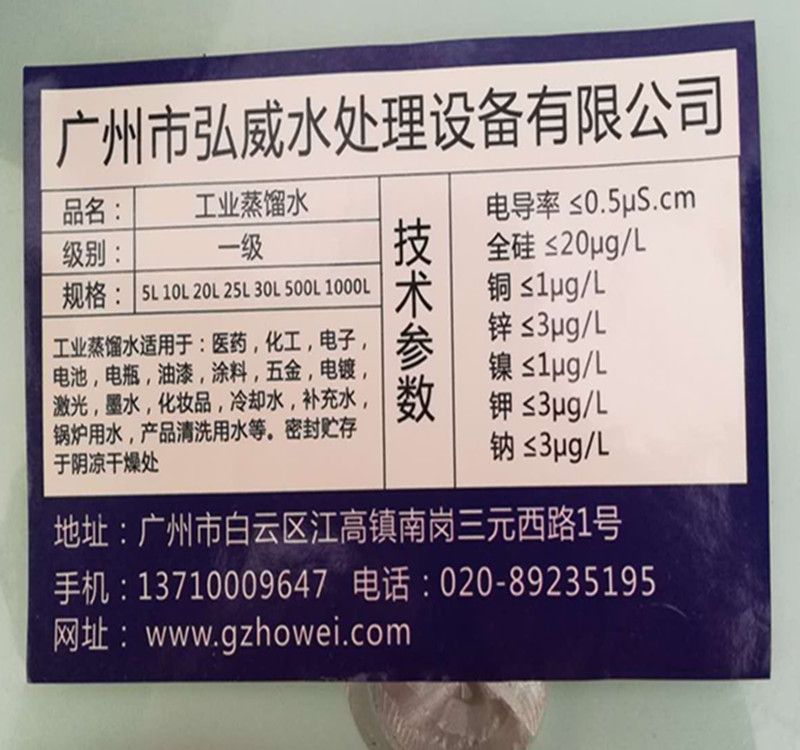 广州市弘威水处理设备有限公司
品名： 工业蒸馏水
级别： 一级
规格： 5L 10L 20L 25L 30L 500L 1000L
工业蒸馏水适用于：医药，化工，电子，
电池，电瓶，油漆，涂料，五金，电镀，
激光，墨水，化妆品，冷却水，补充水，
锅炉用水，产品清洗用水等。密封贮存
于阴凉干燥处
技术参数
电导率 ≤0.5μS.cm
全硅 ≤20μg/L
铜 ≤1μg/L
锌 ≤3μg/L
镍 ≤1μg/L
钾 ≤3μg/L
钠 ≤3μg/L
地址：广州市白云区江高镇南岗三元西路1号
手机：13710009647 电话：020-89235195
网址： www.gzhowei.com